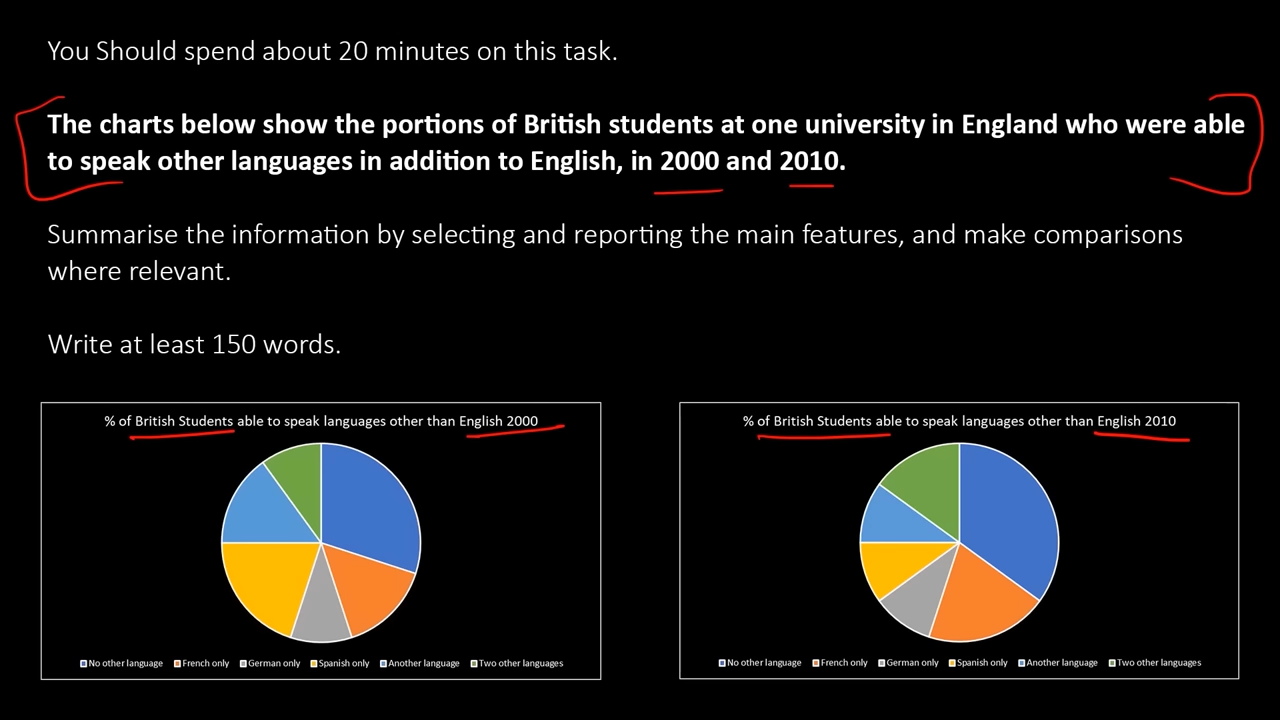 You Should spend about 20 minutes on this task.
The charts below show the portions of British students at one university in England who were able
to speak other languages in addition to English, in 2000 and 2010.
Summarise the information by selecting and reporting the main features, and make comparisons
where relevant.
Write at least 150 words.
% of British Students able to speak languages other than English 2000
No other language French only German only Spanish only Another language Two other languages
% of British Students able to speak languages other than English 2010
No other language French only German only Spanish only Another language Two other languages